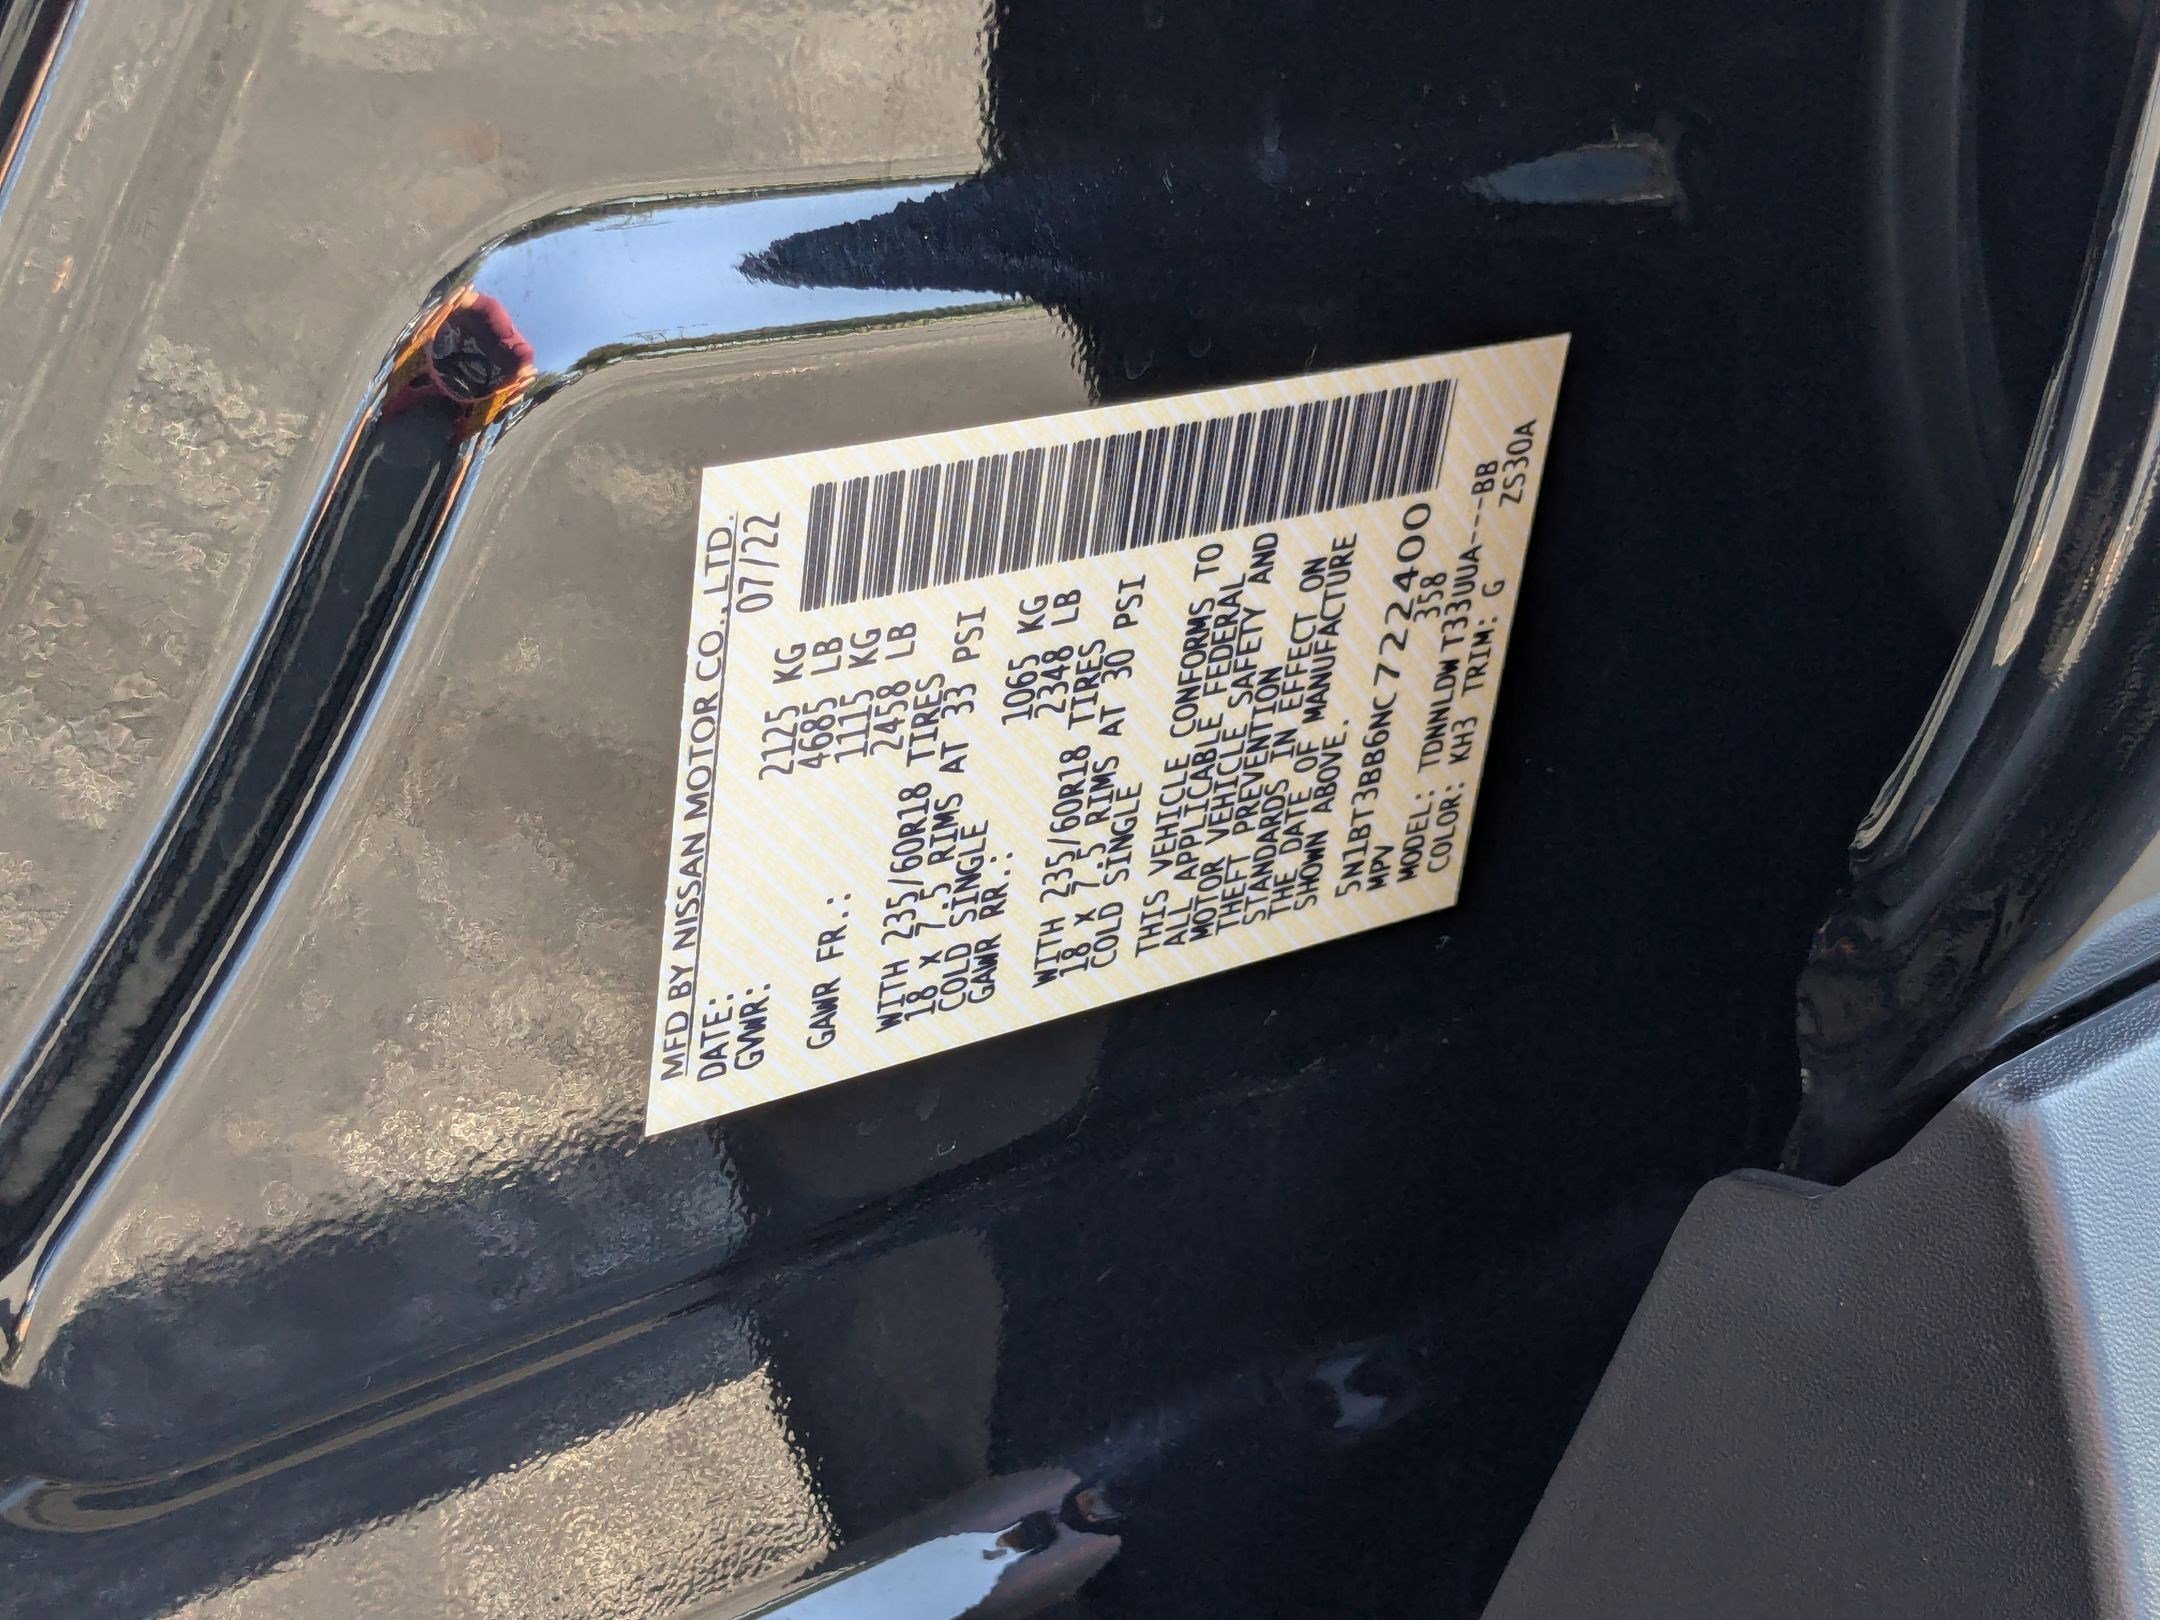 MFD BY NISSAN MOTOR CO., LTD.
DATE: 07/22
GVWR: 2125 KG
4685 LB
GAWR FR.: 1115 KG
2458 LB
WITH 235/60R18 TIRES
18 X 7.5 RIMS AT 33 PSI
COLD SINGLE
GAWR RR.: 1065 KG
2348 LB
WITH 235/60R18 TIRES
18 X 7.5 RIMS AT 30 PSI
COLD SINGLE
THIS VEHICLE CONFORMS TO
ALL APPLICABLE FEDERAL
MOTOR VEHICLE SAFETY AND
THEFT PREVENTION
STANDARDS IN EFFECT ON
THE DATE OF MANUFACTURE
SHOWN ABOVE.
5N1BT3BB6NC722400
MPV 358
MODEL: TDNNLDWT33UUA---BB
COLOR: KH3 TRIM: G
ZS30A